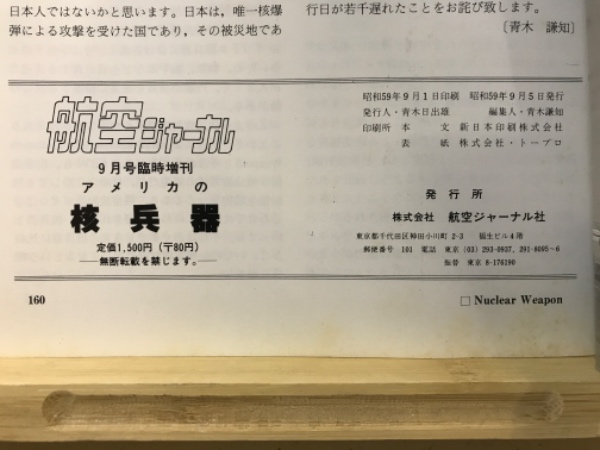 日本人ではないかと思います。日本は，唯一核爆
弾による攻撃を受けた国であり，その被災地であ
行日が若干遅れたことをお詫び致します。
〔青木　謙知〕
航空ジャーナル
9月号臨時増刊
アメリカの
核兵器
定価1,500円（〒80円）
——無断転載を禁じます。——
昭和59年9月1日印刷　昭和59年9月5日発行
発行人・青木日出雄　編集人・青木謙知
印刷所　本　文　新日本印刷株式会社
表　紙　株式会社・トープロ
発行所
株式会社　航空ジャーナル社
東京都千代田区神田小川町 2-3　福生ビル4階
郵便番号　101　電話　東京（03）293-0937，291-8095〜6
振替　東京 8-176190
160
□ Nuclear Weapon